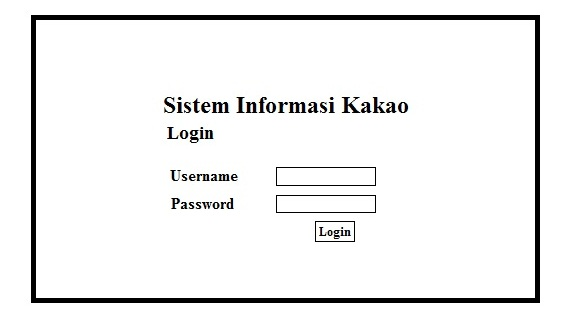 Sistem Informasi Kakao
Login
Username
Password
Login